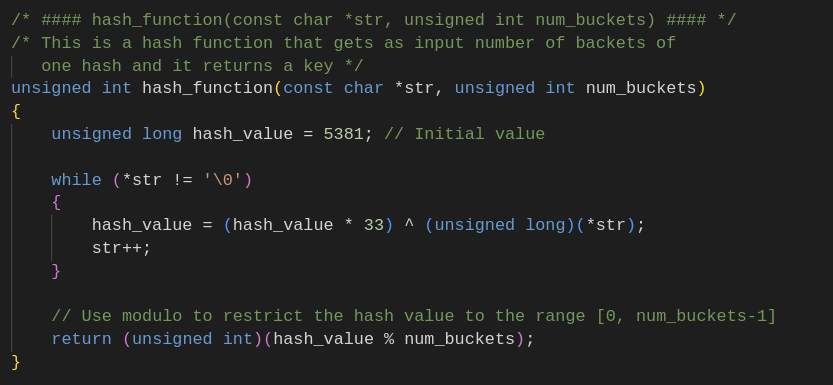 /* #### hash_function(const char *str, unsigned int num_buckets) #### */
/* This is a hash function that gets as input number of backets of
   one hash and it returns a key */
unsigned int hash_function(const char *str, unsigned int num_buckets)
{
    unsigned long hash_value = 5381; // Initial value

    while (*str != '\0')
    {
        hash_value = (hash_value * 33) ^ (unsigned long)(*str);
        str++;
    }

    // Use modulo to restrict the hash value to the range [0, num_buckets-1]
    return (unsigned int)(hash_value % num_buckets);
}